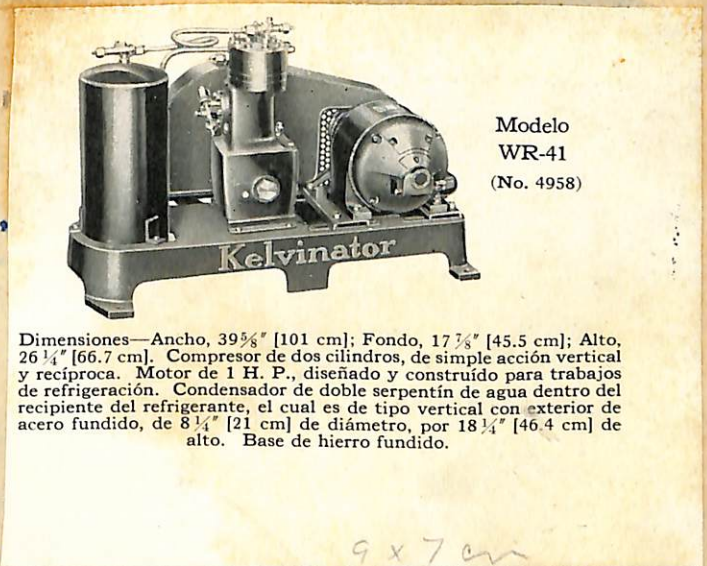 Modelo
WR-41
(No. 4958)
Kelvinator
Dimensiones—Ancho, 39⅝″ [101 cm]; Fondo, 17⅞″ [45.5 cm]; Alto,
26¼″ [66.7 cm]. Compresor de dos cilindros, de simple acción vertical
y recíproca. Motor de 1 H. P., diseñado y construído para trabajos
de refrigeración. Condensador de doble serpentín de agua dentro del
recipiente del refrigerante, el cual es de tipo vertical con exterior de
acero fundido, de 8¼″ [21 cm] de diámetro, por 18¼″ [46.4 cm] de
alto. Base de hierro fundido.
9 x 7 cm